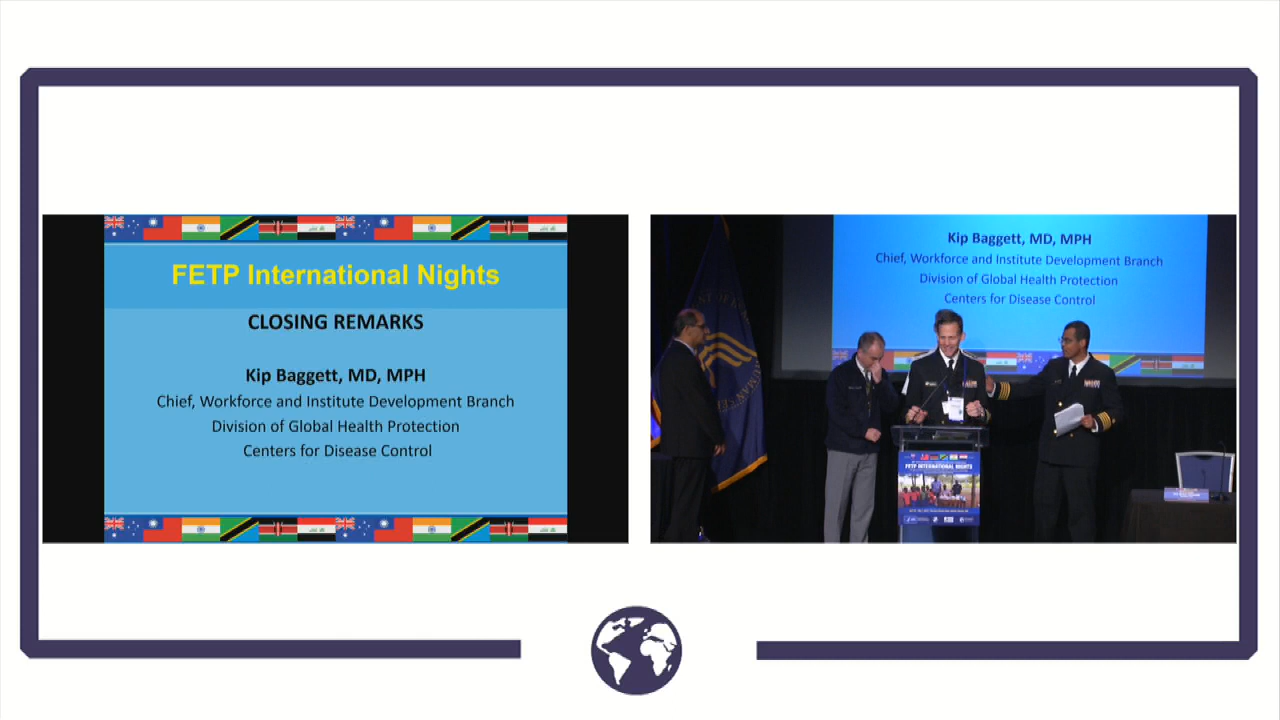 FETP International Nights
CLOSING REMARKS
Kip Baggett, MD, MPH
Chief, Workforce and Institute Development Branch
Division of Global Health Protection
Centers for Disease Control
Kip Baggett, MD, MPH
Chief, Workforce and Institute Development Branch
Division of Global Health Protection
Centers for Disease Control
FETP INTERNATIONAL NIGHTS